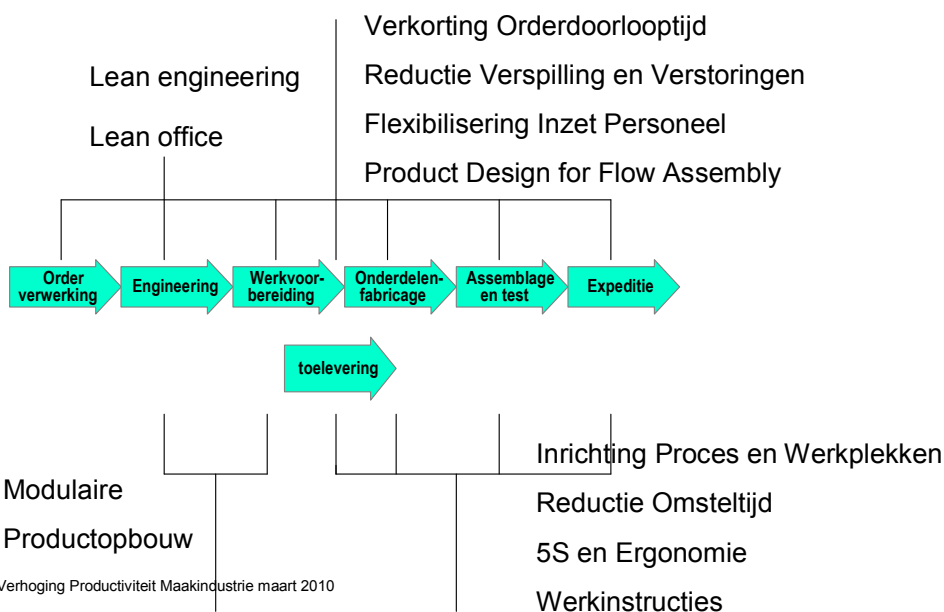 Verkorting Orderdoorlooptijd
Lean engineering
Reductie Verspilling en Verstoringen
Lean office
Flexibilisering Inzet Personeel
Product Design for Flow Assembly
Order
verwerking
Engineering
Werkvoor-
bereiding
Onderdelen-
fabricage
Assemblage
en test
Expeditie
toelevering
Inrichting Proces en Werkplekken
Modulaire
Reductie Omsteltijd
Productopbouw
5S en Ergonomie
Verhoging Productiviteit Maakindustrie maart 2010
Werkinstructies